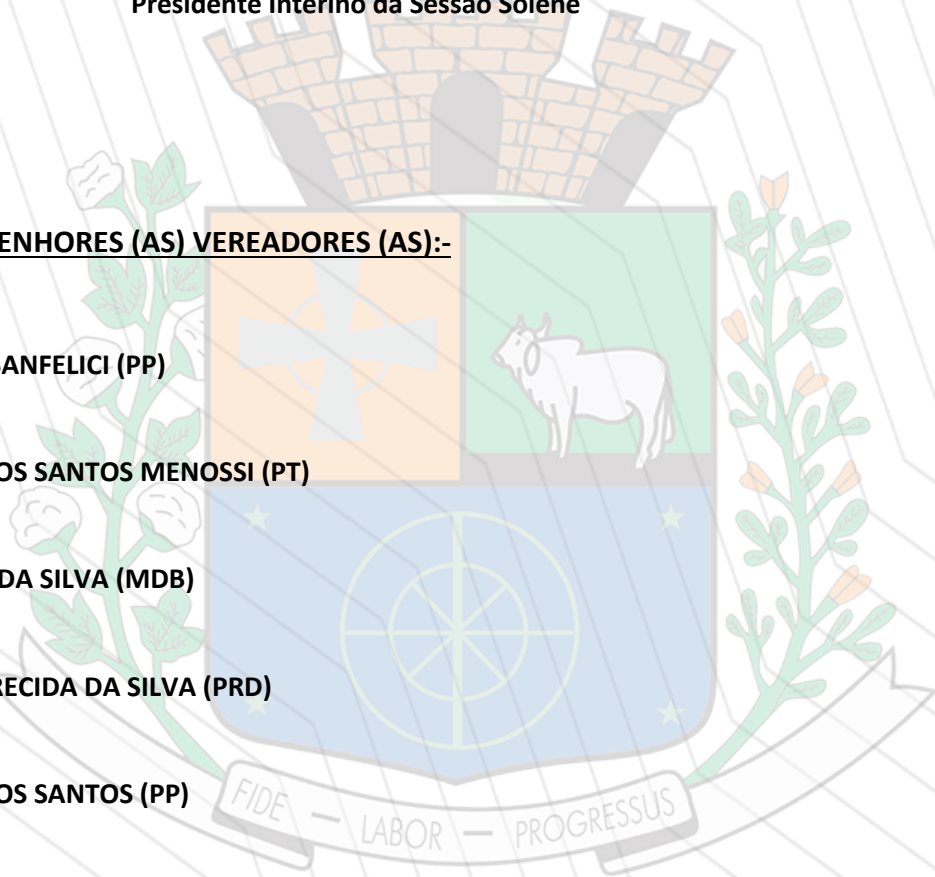 Presidente Interino da Sessão Solene
ENHORES (AS) VEREADORES (AS):-
ANFELICI (PP)
OS SANTOS MENOSSI (PT)
DA SILVA (MDB)
RECIDA DA SILVA (PRD)
OS SANTOS (PP)
FIDE — LABOR — PROGRESSUS